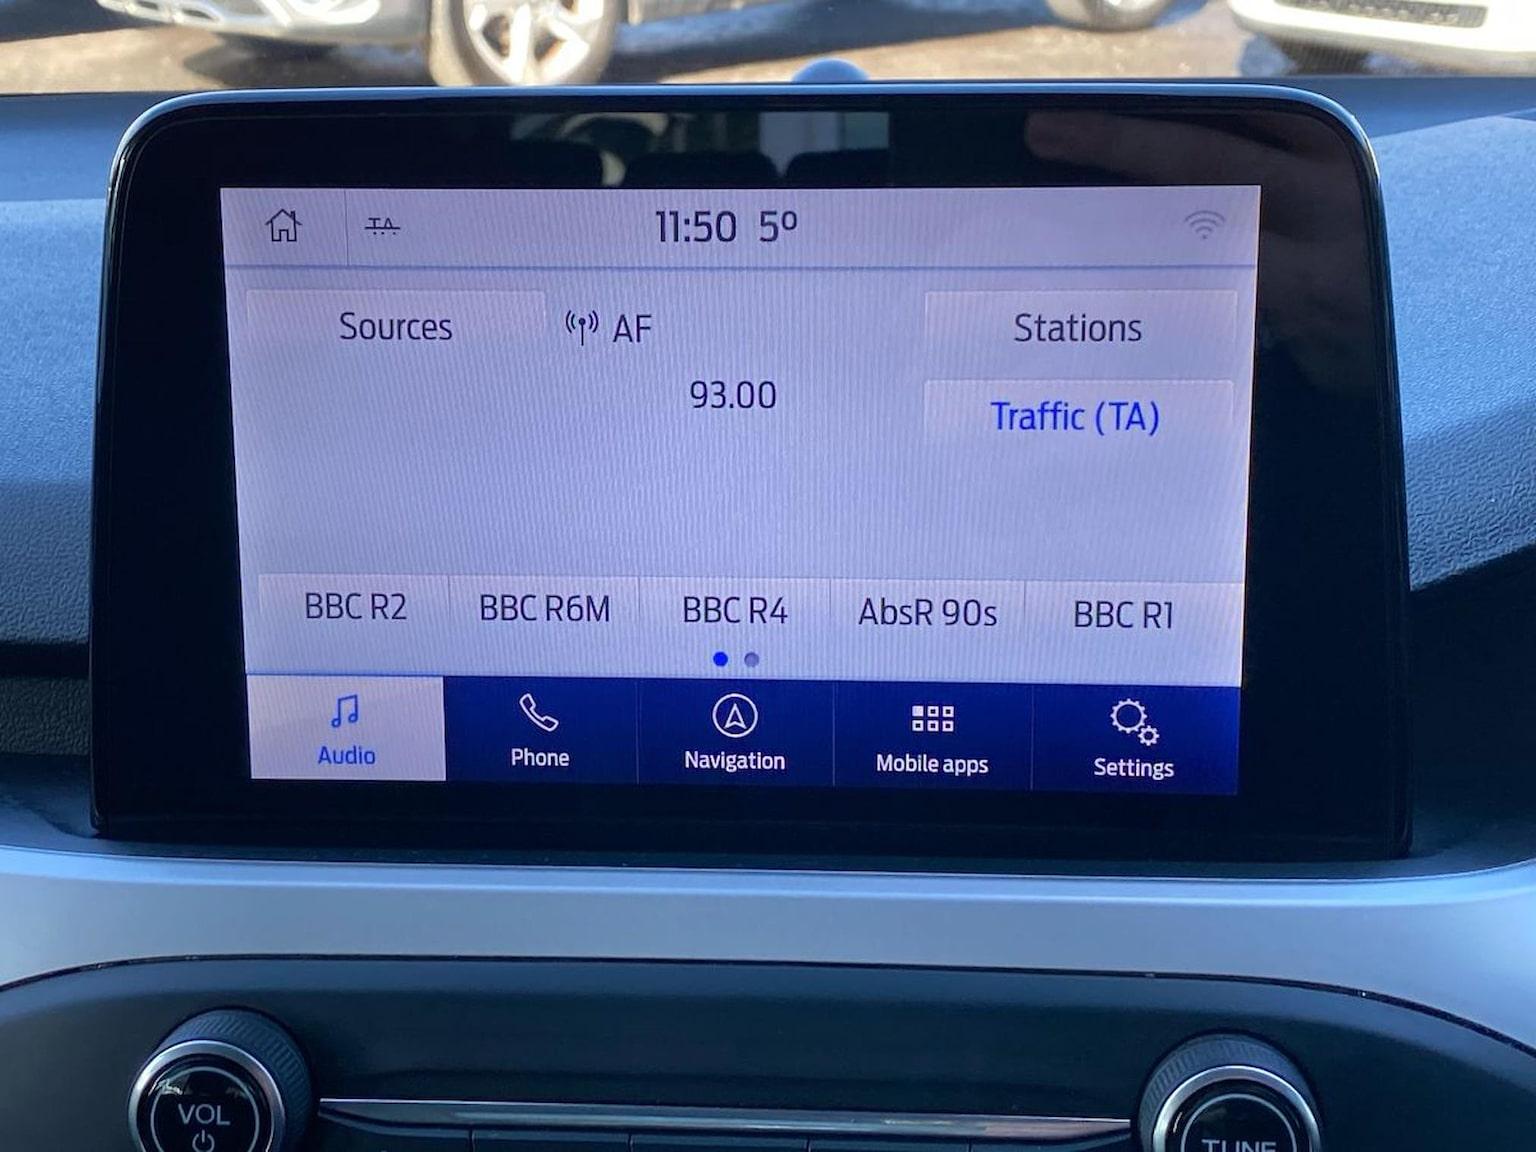 TA 11:50 5°
Sources AF Stations
93.00
Traffic (TA)
BBC R2 BBC R6M BBC R4 AbsR 90s BBC R1
Audio Phone Navigation Mobile apps Settings
VOL TUNE